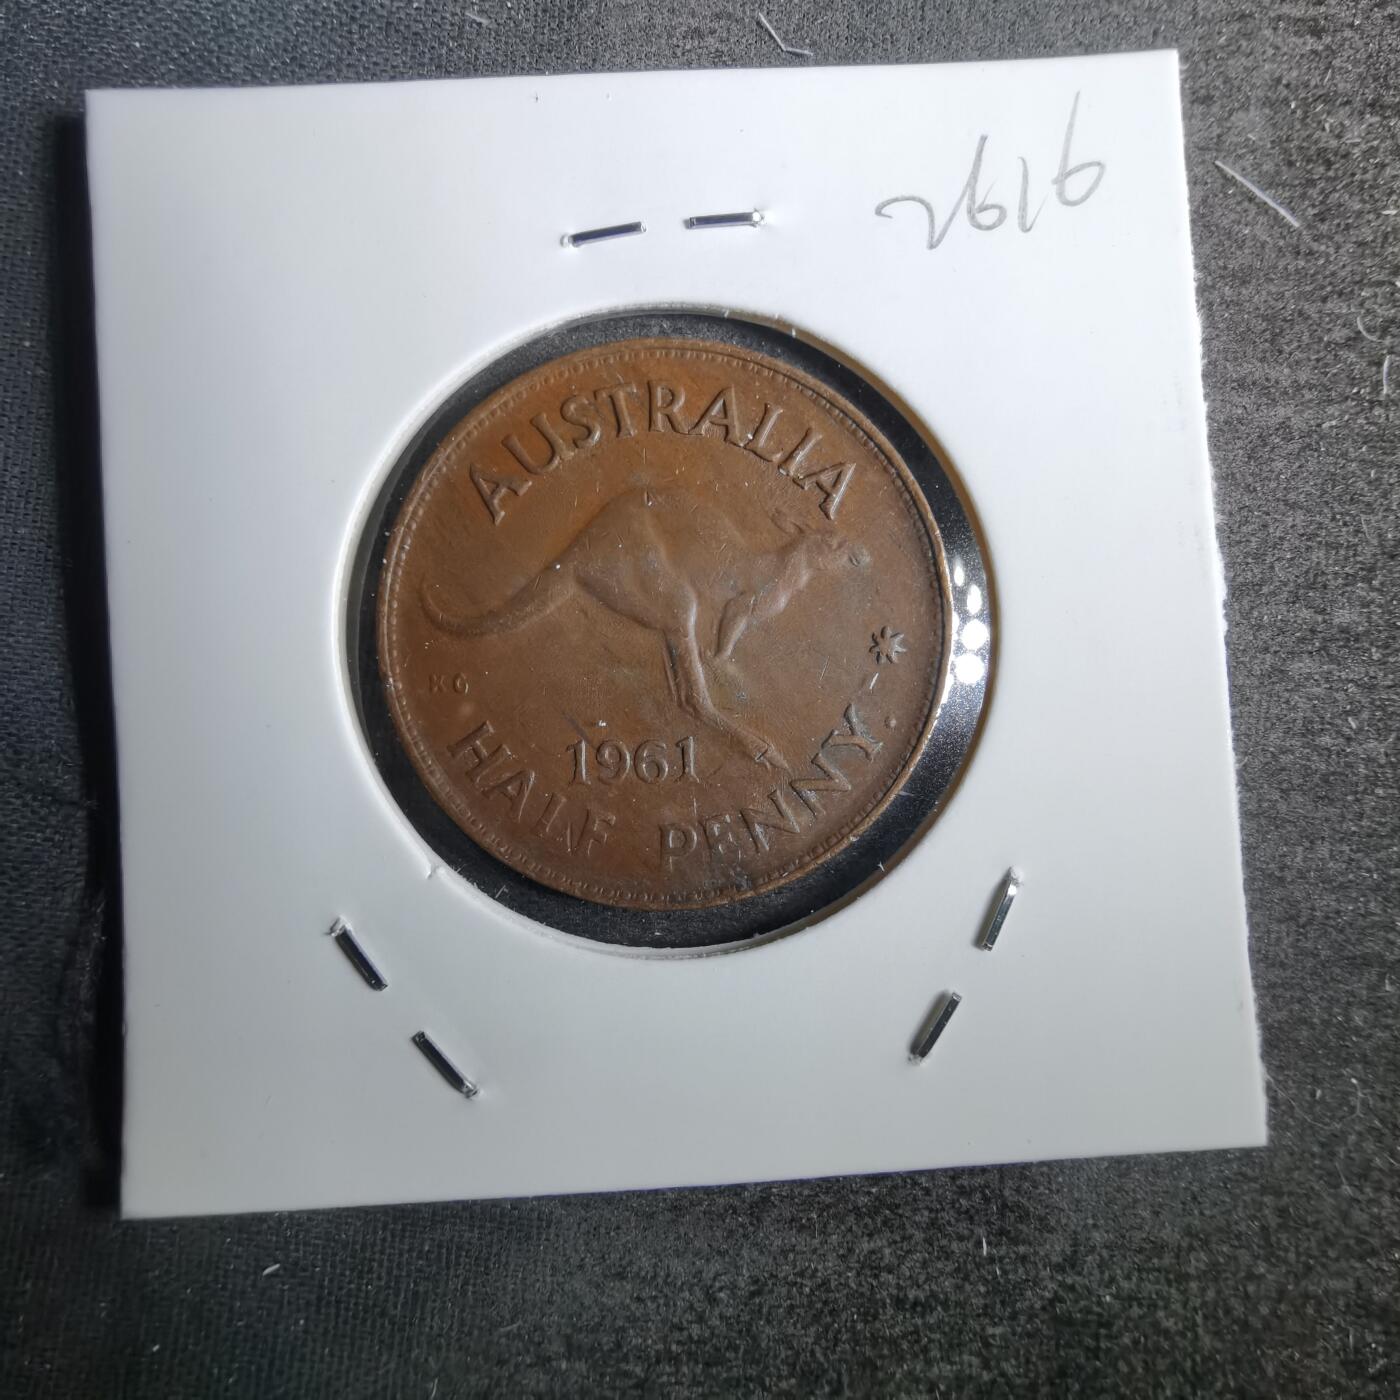 2616
AUSTRALIA
KG
1961
HALF PENNY.